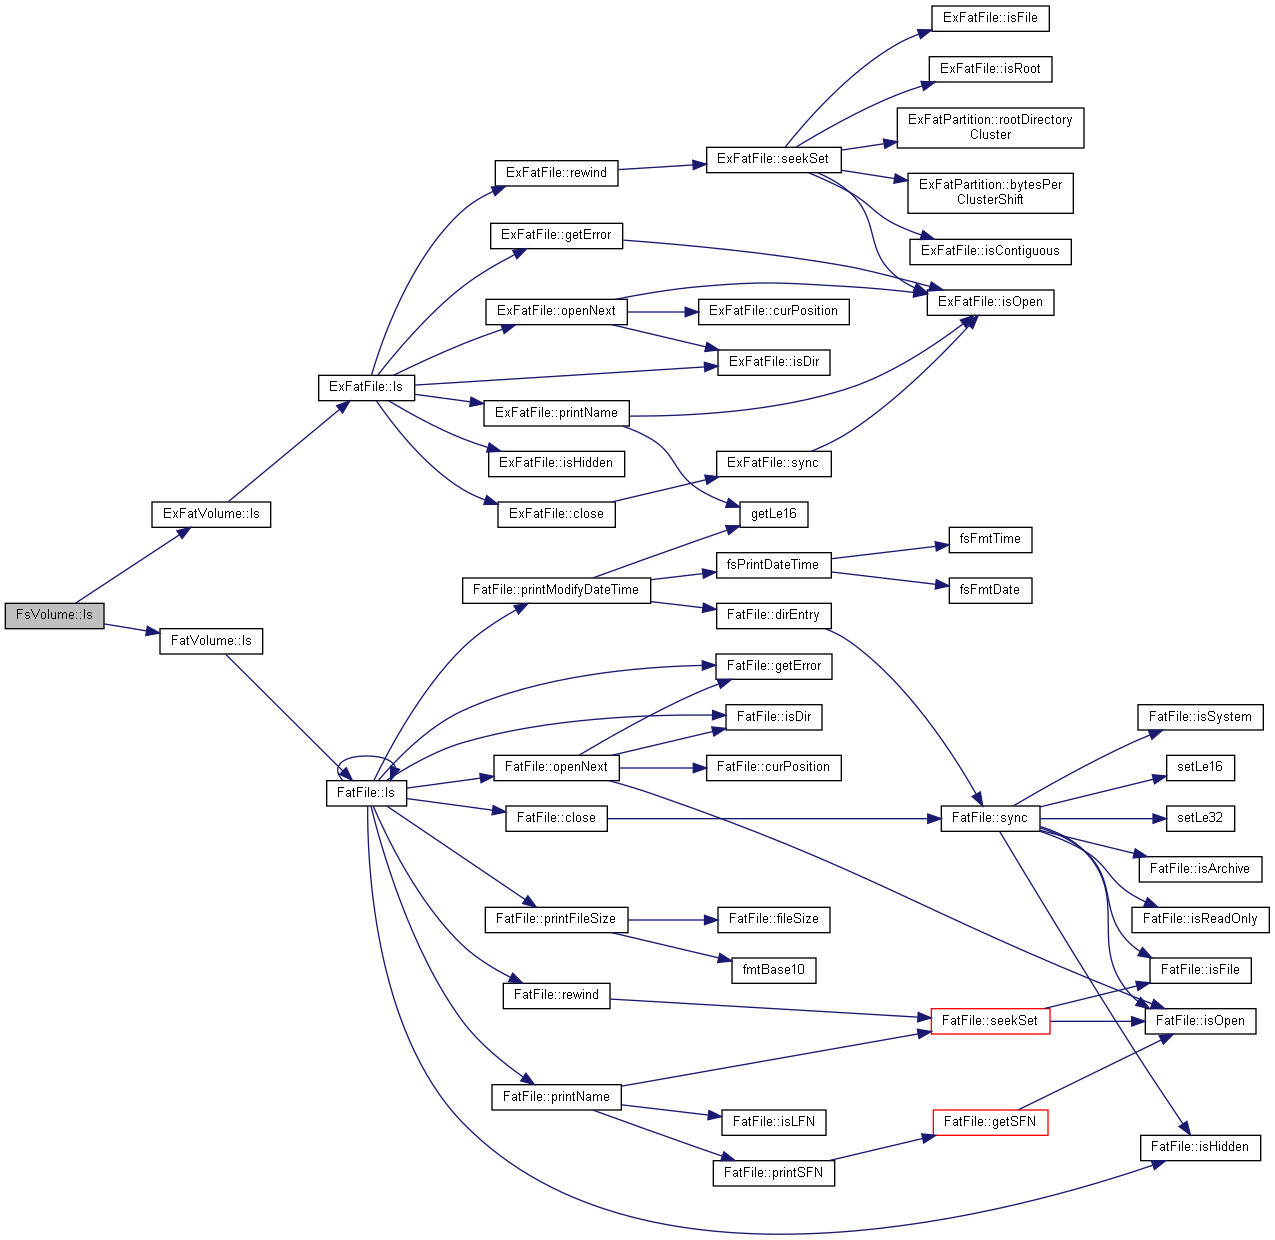 ExFatFile::isFile
ExFatFile::isRoot
ExFatPartition::rootDirectory
Cluster
ExFatFile::seekSet
ExFatFile::rewind
ExFatPartition::bytesPer
ClusterShift
ExFatFile::getError
ExFatFile::isContiguous
ExFatFile::isOpen
ExFatFile::openNext
ExFatFile::curPosition
ExFatFile::isDir
ExFatFile::ls
ExFatFile::printName
ExFatFile::isHidden
ExFatFile::sync
ExFatVolume::ls
ExFatFile::close
getLe16
fsFmtTime
fsPrintDateTime
FatFile::printModifyDateTime
fsFmtDate
FsVolume::ls
FatFile::dirEntry
FatVolume::ls
FatFile::getError
FatFile::isDir
FatFile::isSystem
FatFile::openNext
FatFile::curPosition
setLe16
FatFile::ls
FatFile::close
FatFile::sync
setLe32
FatFile::isArchive
FatFile::printFileSize
FatFile::fileSize
FatFile::isReadOnly
fmtBase10
FatFile::isFile
FatFile::rewind
FatFile::seekSet
FatFile::isOpen
FatFile::printName
FatFile::isLFN
FatFile::getSFN
FatFile::isHidden
FatFile::printSFN